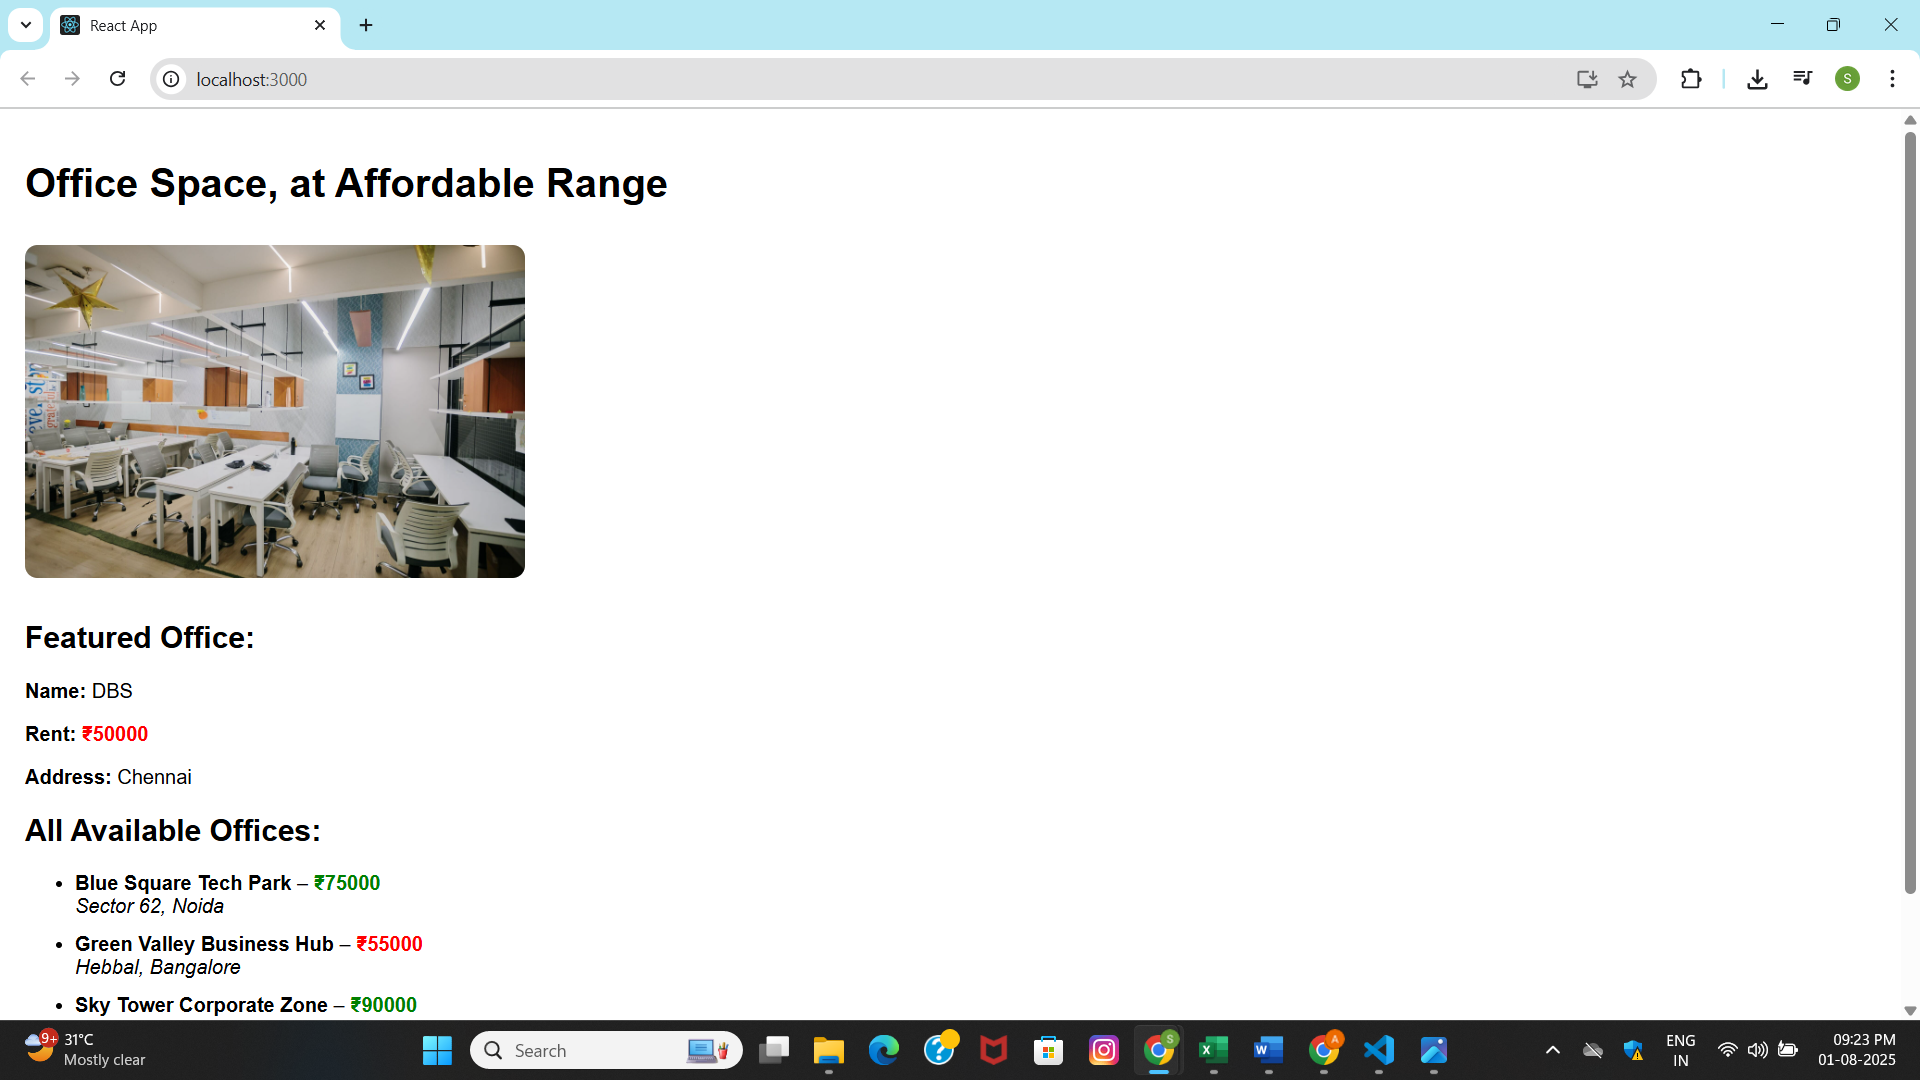 React App
localhost:3000
S
Office Space, at Affordable Range
Featured Office:
Name: DBS
Rent: ₹50000
Address: Chennai
All Available Offices:
• Blue Square Tech Park – ₹75000
Sector 62, Noida
• Green Valley Business Hub – ₹55000
Hebbal, Bangalore
• Sky Tower Corporate Zone – ₹90000
9+
31°C
Mostly clear
Search
S
A
ENG
IN
09:23 PM
01-08-2025